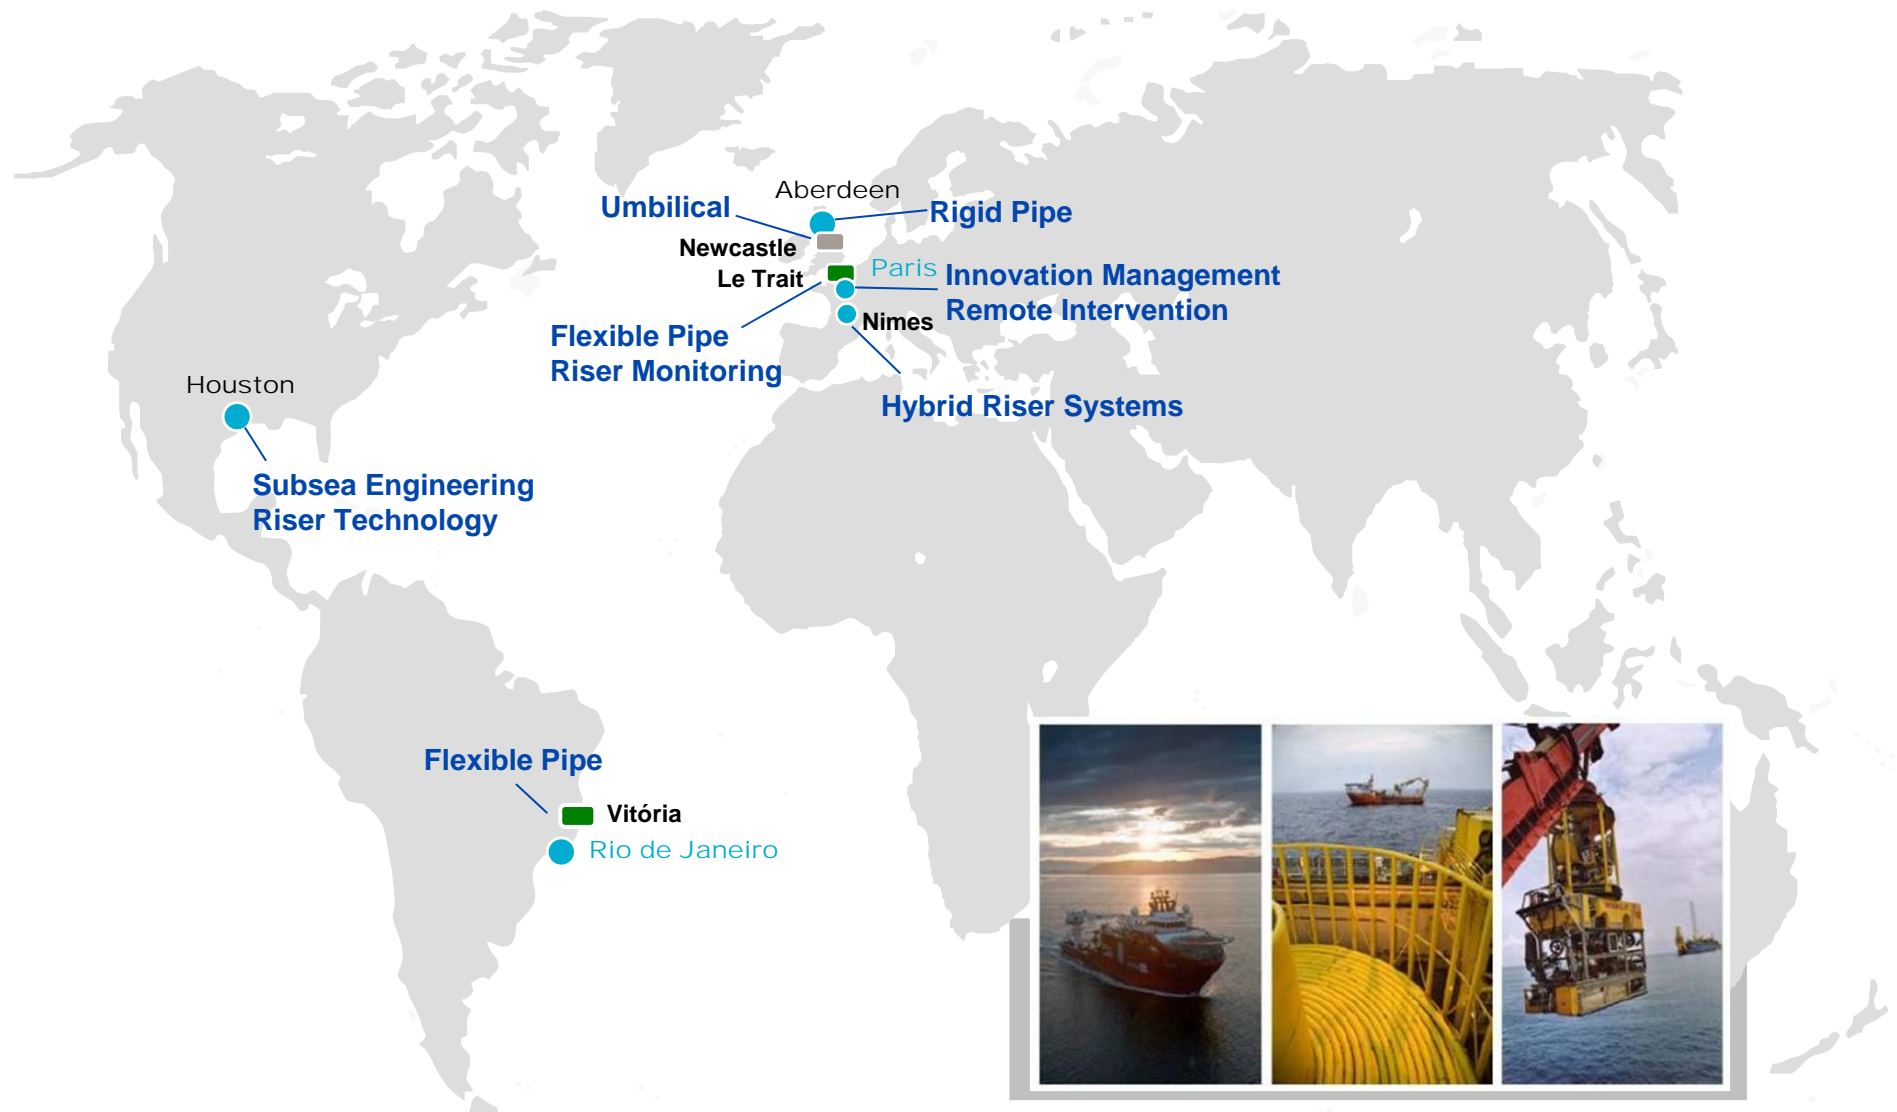 Aberdeen
Umbilical
Rigid Pipe
Newcastle
Le Trait
Paris
Innovation Management
Remote Intervention
Nimes
Flexible Pipe
Riser Monitoring
Hybrid Riser Systems
Houston
Subsea Engineering
Riser Technology
Flexible Pipe
Vitória
Rio de Janeiro